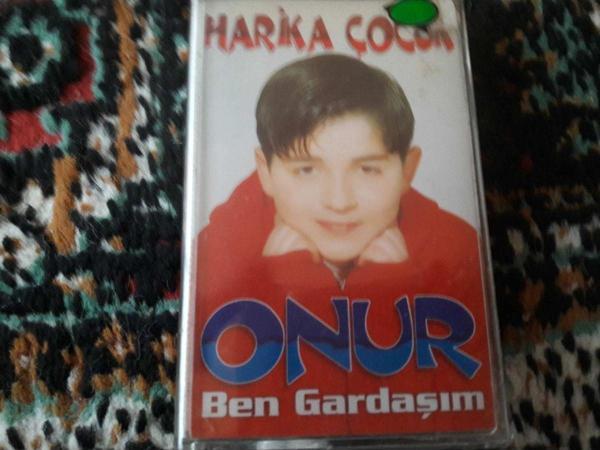 HARİKA ÇOCUK
ONUR
Ben Gardaşım